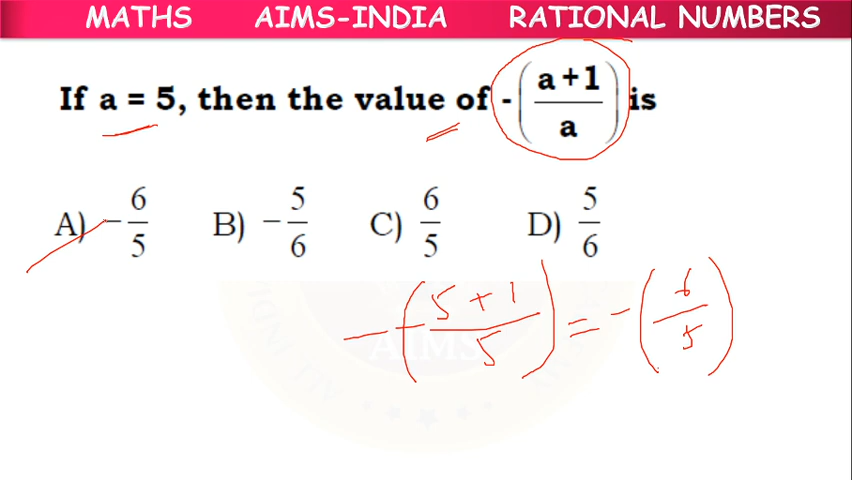 MATHS AIMS-INDIA RATIONAL NUMBERS
If a = 5, then the value of -(a+1/a) is
A) -6/5 B) -5/6 C) 6/5 D) 5/6
-(5+1/5) = -(6/5)
AIMS